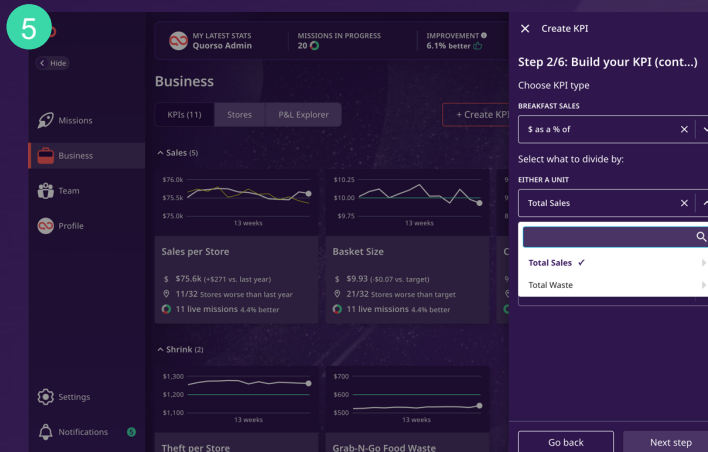 5
Hide
Missions
Business
Team
Profile
Settings
Notifications 5
MY LATEST STATS
Quorso Admin
MISSIONS IN PROGRESS
20
IMPROVEMENT
6.1% better
Business
KPIs (11) Stores P&L Explorer
+ Create KPI
Sales (5)
$76.0k
$75.5k
$75.0k
13 weeks
Sales per Store
$ $75.6k (+$271 vs. last year)
11/32 Stores worse than last year
11 live missions 4.4% better
$10.25
$10.00
$9.75
13 weeks
Basket Size
$ $9.93 (-$0.07 vs. target)
21/32 Stores worse than target
11 live missions 4.4% better
Shrink (2)
$1,300
$1,200
$1,100
13 weeks
Theft per Store
$700
$600
$500
13 weeks
Grab-N-Go Food Waste
Create KPI
Step 2/6: Build your KPI (cont...)
Choose KPI type
BREAKFAST SALES
$ as a % of
Select what to divide by:
EITHER A UNIT
Total Sales
Total Sales ✓
Total Waste
Go back
Next step